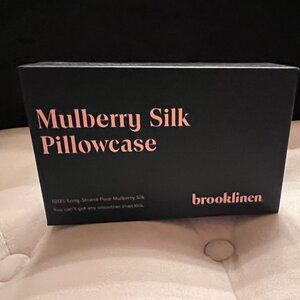 Mulberry Silk
Pillowcase
100% Long-Strand Pure Mulberry Silk
You can't get any smoother than this.
brooklinen